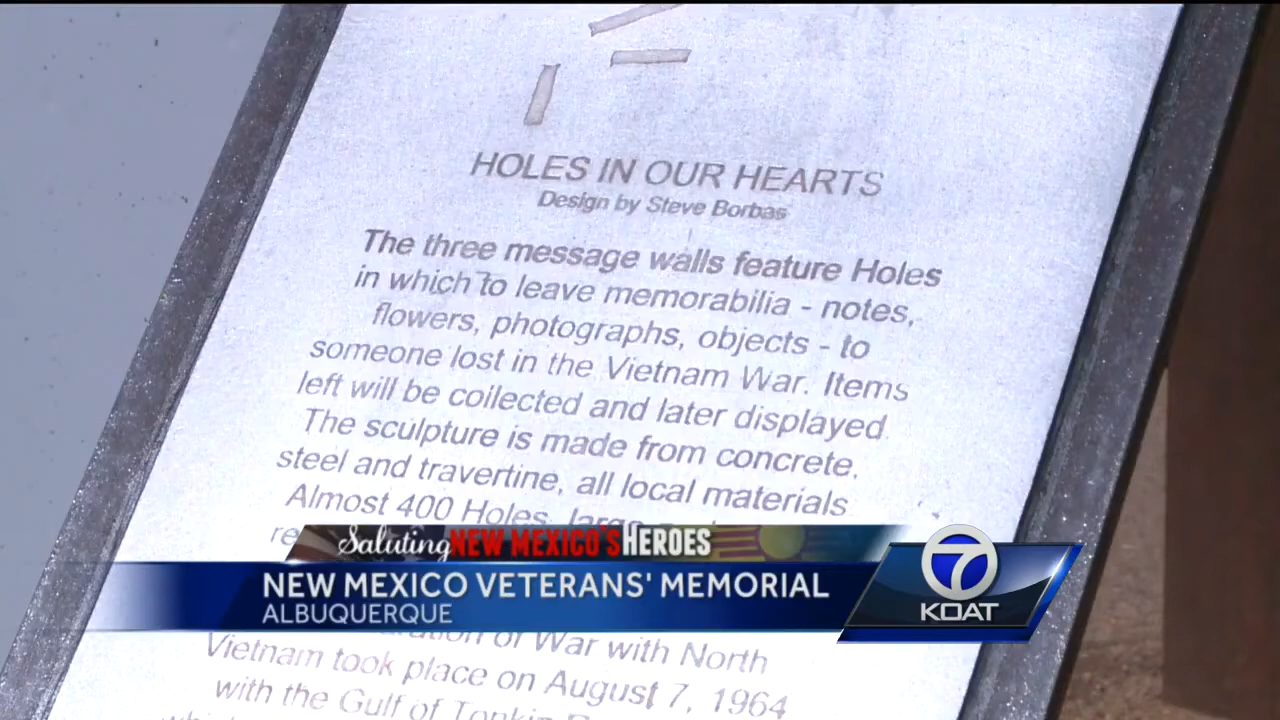 HOLES IN OUR HEARTS
Design by Steve Borbas
The three message walls feature Holes
in which to leave memorabilia - notes,
flowers, photographs, objects - to
someone lost in the Vietnam War. Items
left will be collected and later displayed.
The sculpture is made from concrete,
steel and travertine, all local materials
Almost 400 Holes,
Saluting NEW MEXICO'S HEROES
NEW MEXICO VETERANS' MEMORIAL
ALBUQUERQUE
7
KOAT
of War with North
Vietnam took place on August 7, 1964
with the Gulf of Tonkin